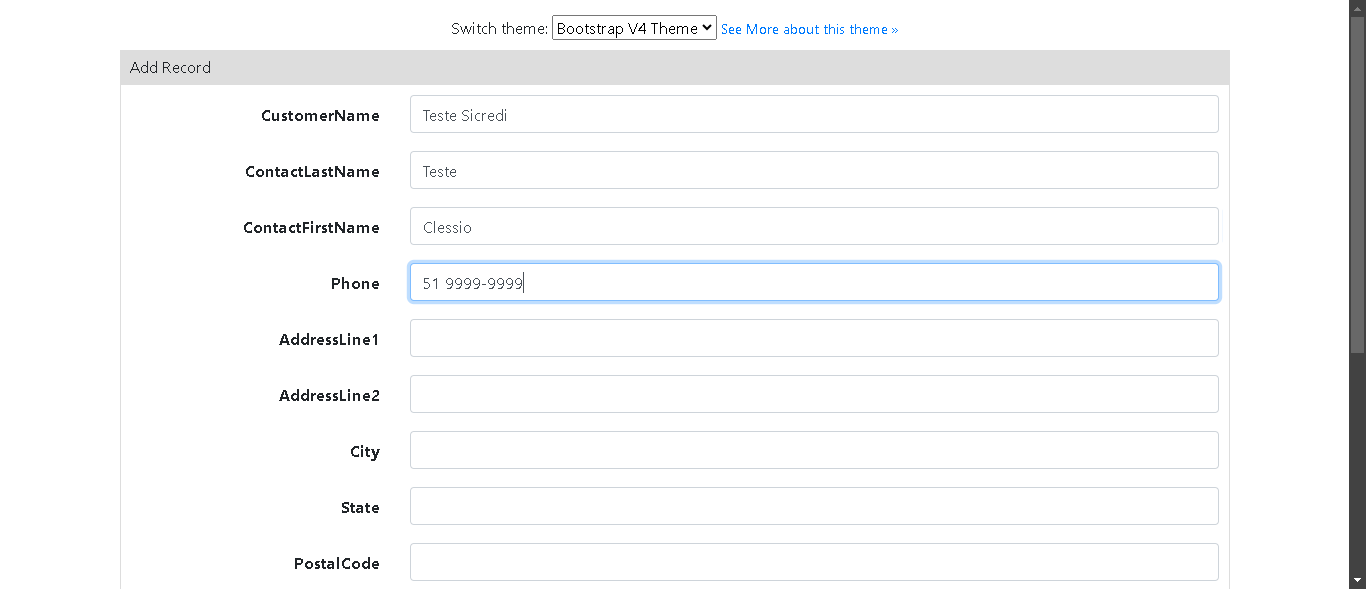 Switch theme: Bootstrap V4 Theme See More about this theme »
Add Record
CustomerName Teste Sicredi
ContactLastName Teste
ContactFirstName Clessio
Phone 51 9999-9999
AddressLine1
AddressLine2
City
State
PostalCode